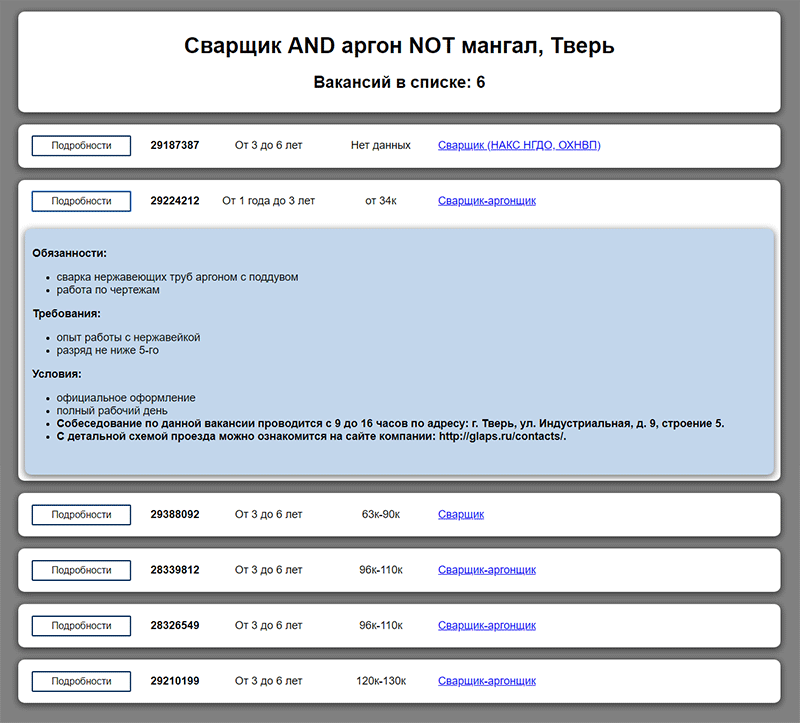 Сварщик AND аргон NOT мангал, Тверь
Вакансий в списке: 6
Подробности 29187387 От 3 до 6 лет Нет данных Сварщик (НАКС НГДО, ОХНВП)
Подробности 29224212 От 1 года до 3 лет от 34к Сварщик-аргонщик
Обязанности:
• сварка нержавеющих труб аргоном с поддувом
• работа по чертежам
Требования:
• опыт работы с нержавейкой
• разряд не ниже 5-го
Условия:
• официальное оформление
• полный рабочий день
• Собеседование по данной вакансии проводится с 9 до 16 часов по адресу: г. Тверь, ул. Индустриальная, д. 9, строение 5.
• С детальной схемой проезда можно ознакомится на сайте компании: http://glaps.ru/contacts/.
Подробности 29388092 От 3 до 6 лет 63к-90к Сварщик
Подробности 28339812 От 3 до 6 лет 96к-110к Сварщик-аргонщик
Подробности 28326549 От 3 до 6 лет 96к-110к Сварщик-аргонщик
Подробности 29210199 От 3 до 6 лет 120к-130к Сварщик-аргонщик